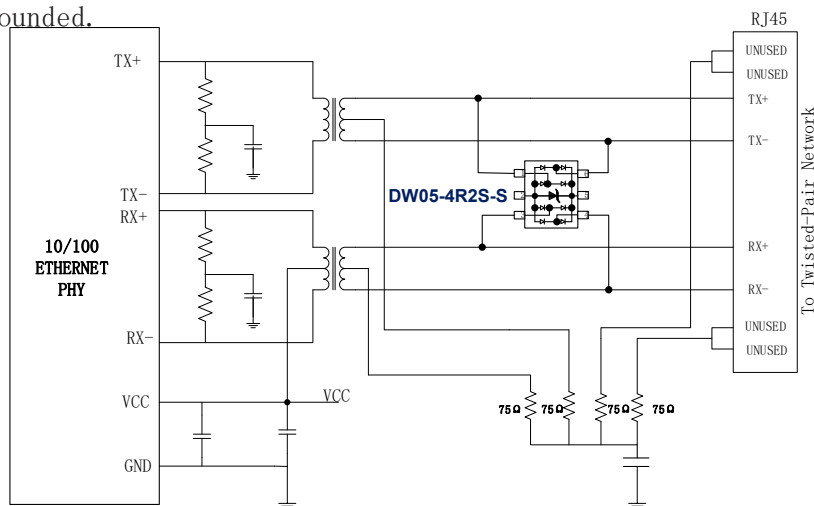 ounded.
RJ45
UNUSED
UNUSED
TX+
TX+
TX-
DW05-4R2S-S
TX-
RX+
10/100
ETHERNET
PHY
RX+
RX-
To Twisted-Pair Network
RX-
UNUSED
UNUSED
VCC
VCC
75Ω
75Ω
75Ω
75Ω
GND